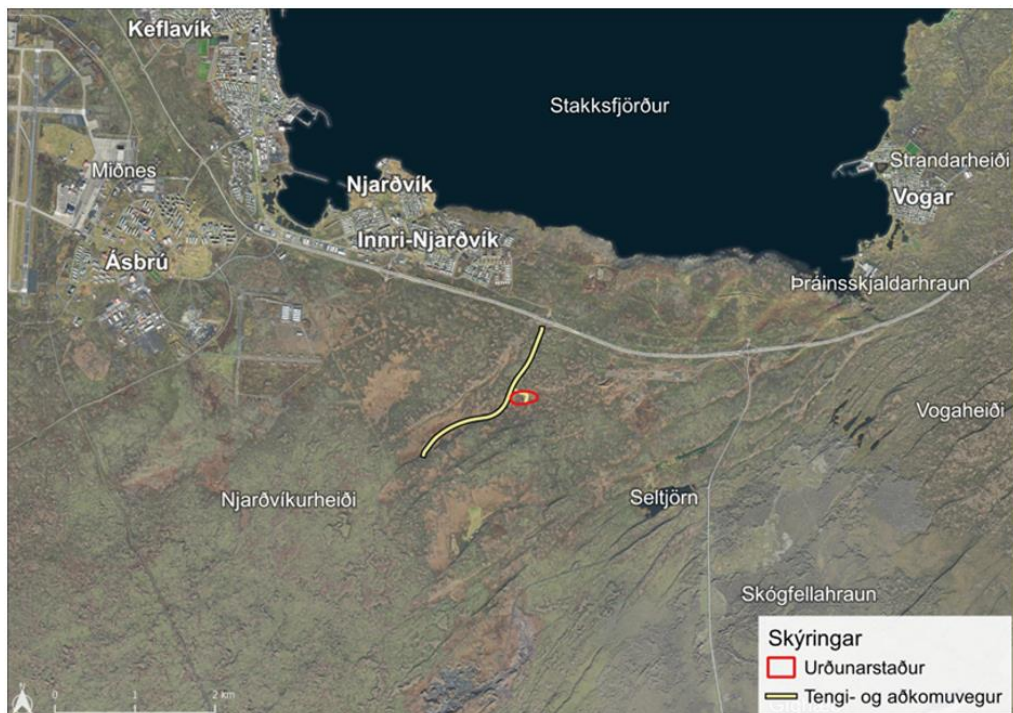 Keflavík
Stakksfjörður
Miðnes
Strandarheiði
Njarðvík
Vogar
Innri-Njarðvík
Ásbrú
Þráinsskjaldarhraun
Vogaheiði
Njarðvíkurheiði
Seltjörn
Skógfellahraun
Skýringar
Urðunarstaður
Tengi- og aðkomuvegur
0 1 2 km